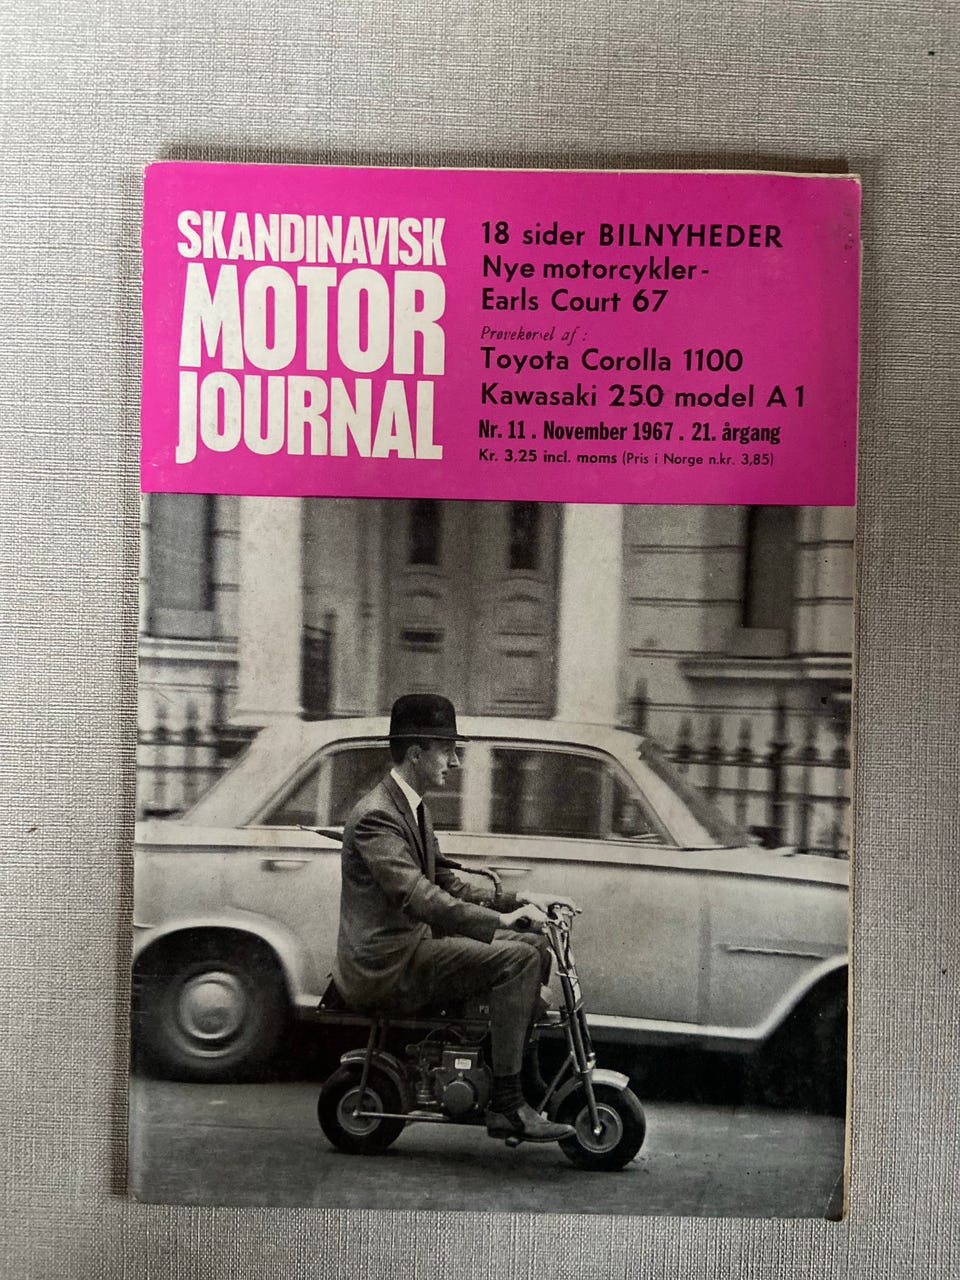 SKANDINAVISK
MOTOR
JOURNAL
18 sider BILNYHEDER
Nye motorcykler-
Earls Court 67
Prøvekørsel af :
Toyota Corolla 1100
Kawasaki 250 model A 1
Nr. 11 . November 1967 . 21. årgang
Kr. 3,25 incl. moms (Pris i Norge n.kr. 3,85)